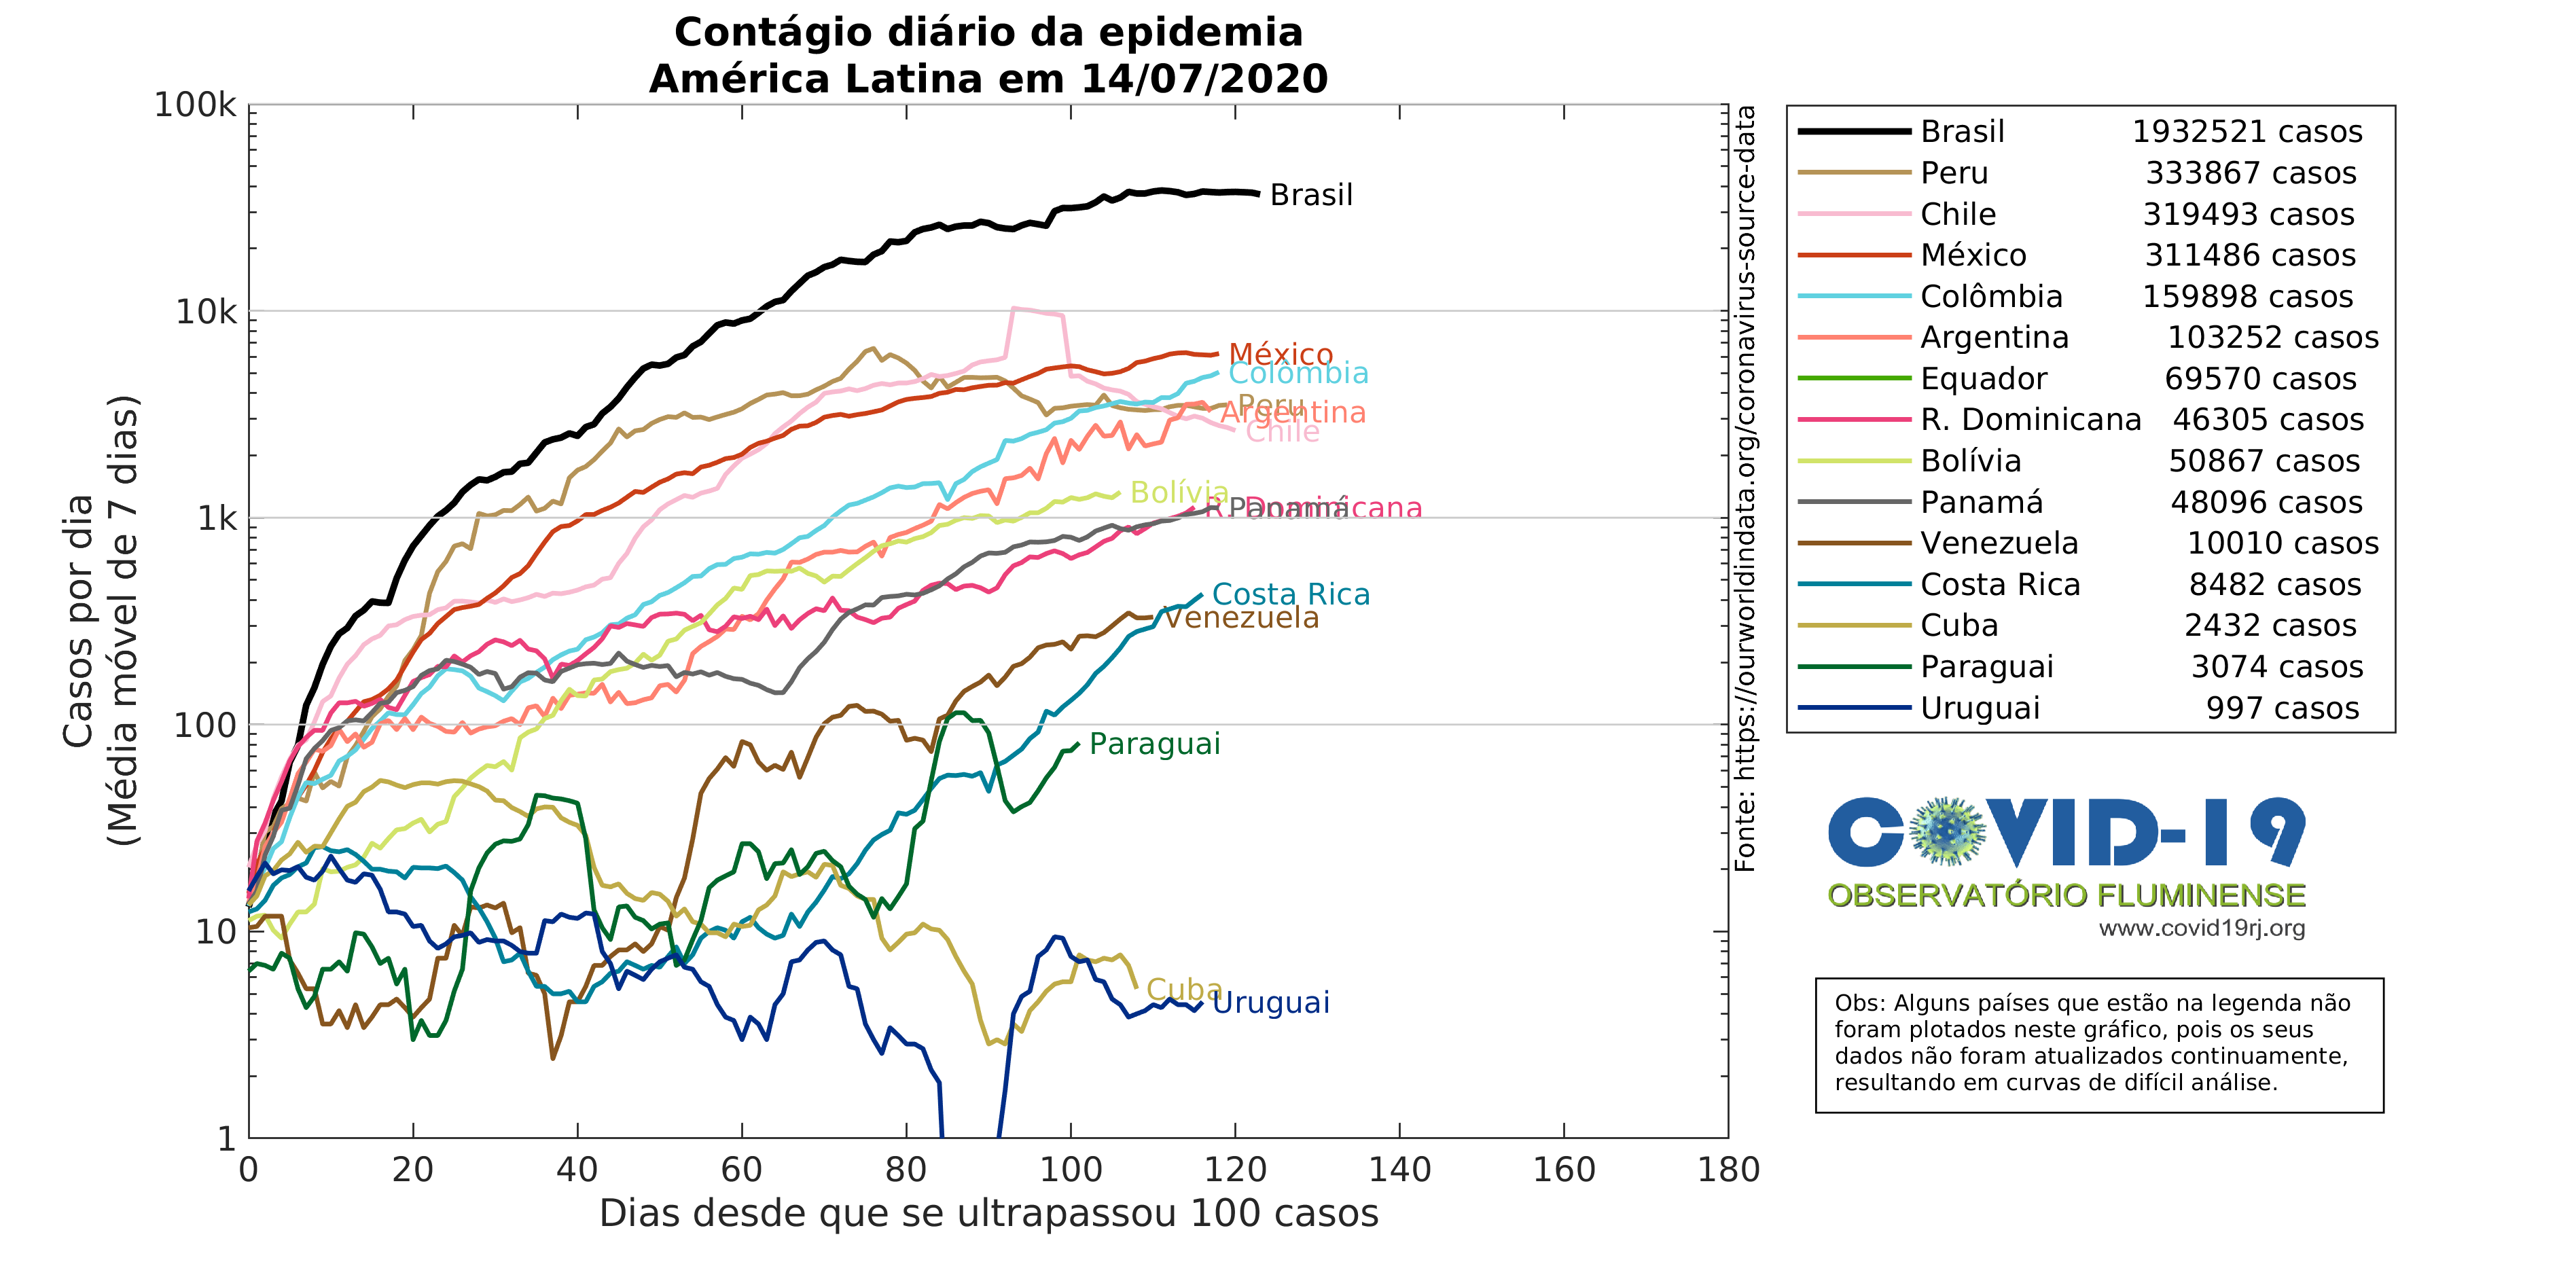 Contágio diário da epidemia
América Latina em 14/07/2020
Casos por dia
(Média móvel de 7 dias)
100k
10k
1k
100
10
1
Brasil
México
Colômbia
Peru
Argentina
Chile
Bolívia
R. Dominicana
Panamá
Costa Rica
Venezuela
Paraguai
Cuba
Uruguai
0 20 40 60 80 100 120 140 160 180
Dias desde que se ultrapassou 100 casos
Fonte: https://ourworldindata.org/coronavirus-source-data
Brasil 1932521 casos
Peru 333867 casos
Chile 319493 casos
México 311486 casos
Colômbia 159898 casos
Argentina 103252 casos
Equador 69570 casos
R. Dominicana 46305 casos
Bolívia 50867 casos
Panamá 48096 casos
Venezuela 10010 casos
Costa Rica 8482 casos
Cuba 2432 casos
Paraguai 3074 casos
Uruguai 997 casos
COVID-19
OBSERVATÓRIO FLUMINENSE
www.covid19rj.org
Obs: Alguns países que estão na legenda não
foram plotados neste gráfico, pois os seus
dados não foram atualizados continuamente,
resultando em curvas de difícil análise.